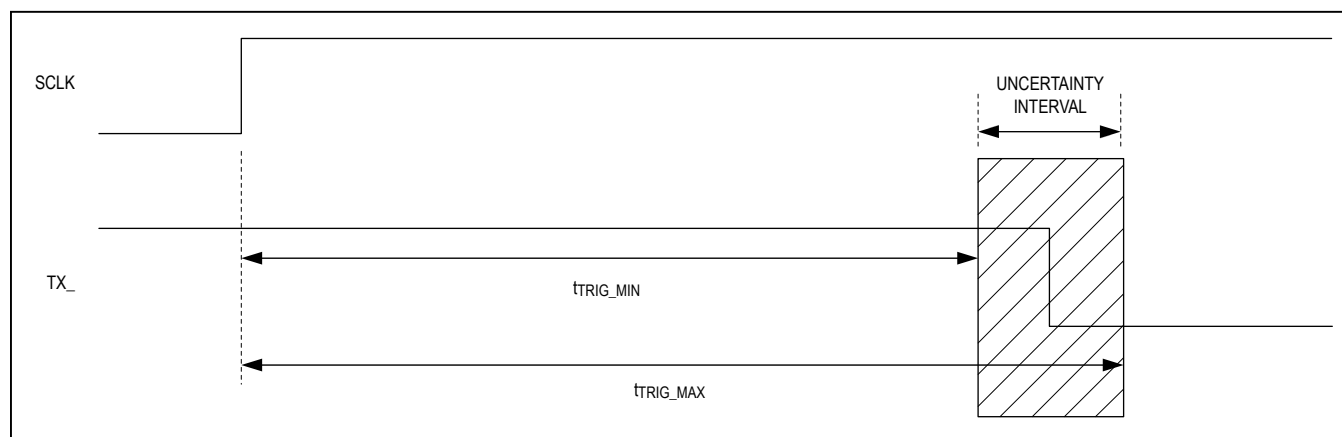 SCLK
UNCERTAINTY
INTERVAL
TX_
tTRIG_MIN
tTRIG_MAX